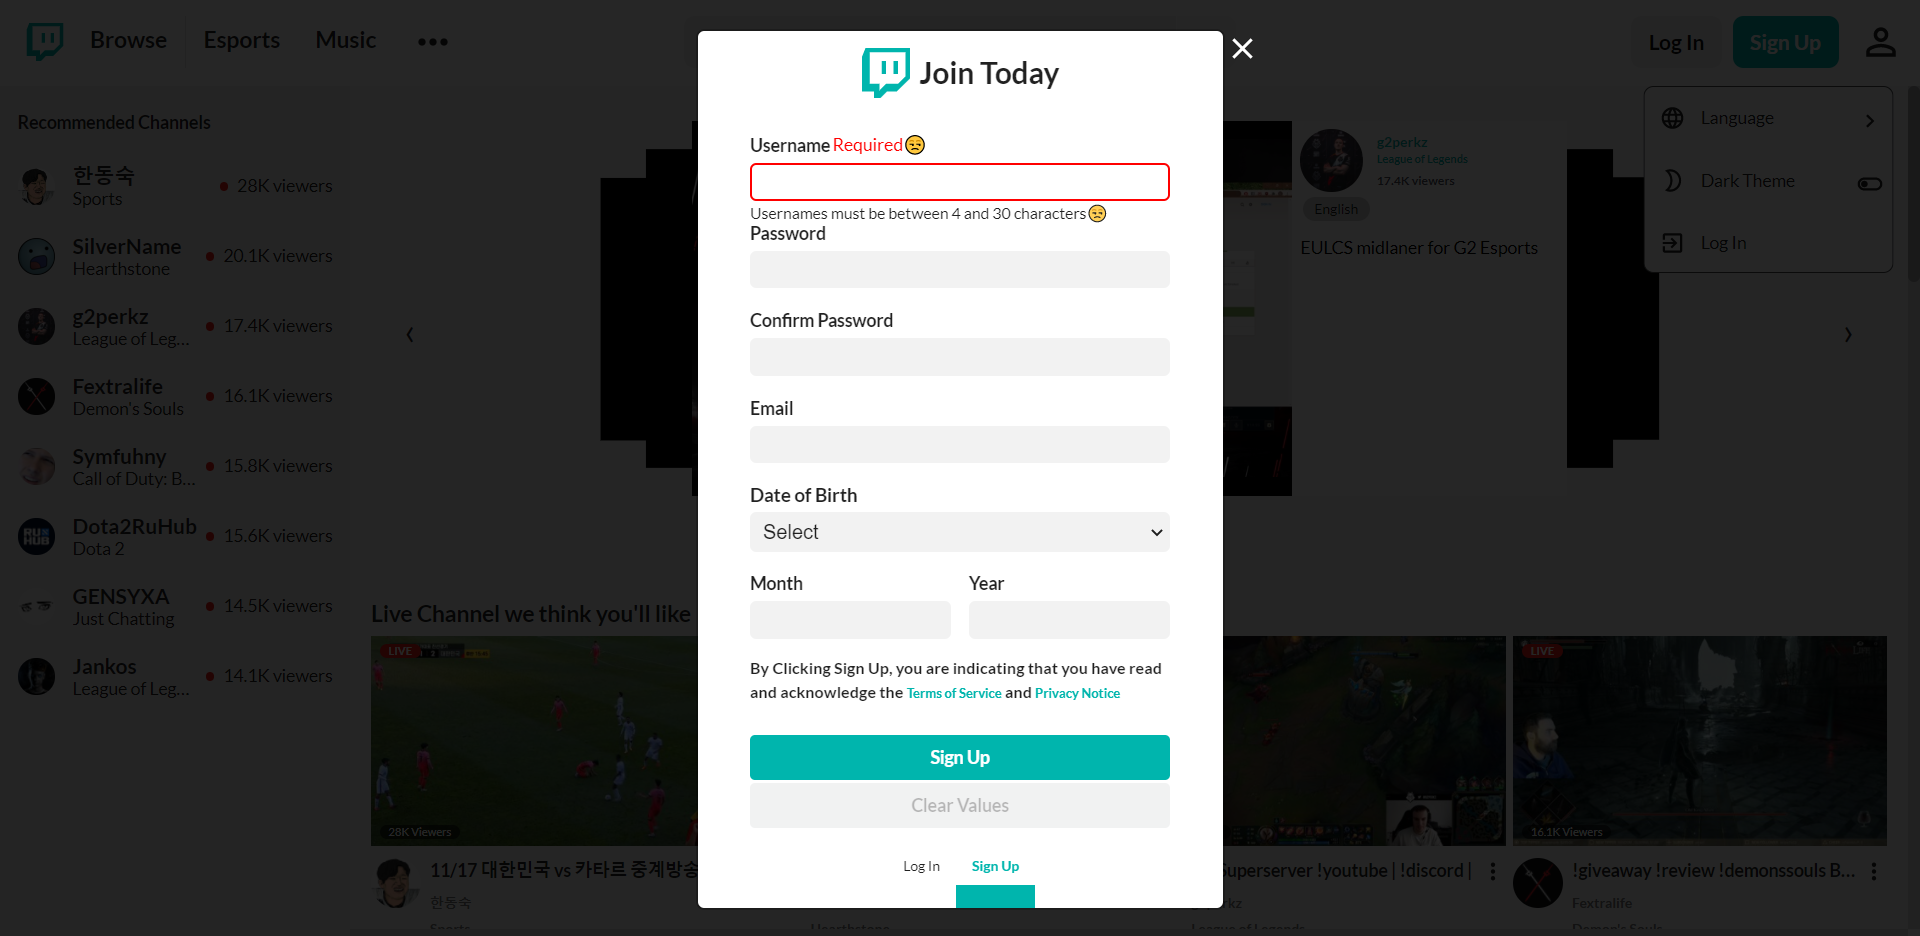 Browse
Esports
Music
Log In
Sign Up
Recommended Channels
한동숙
Sports
28K viewers
SilverName
Hearthstone
20.1K viewers
g2perkz
League of Leg...
17.4K viewers
Fextralife
Demon's Souls
16.1K viewers
Symfuhny
Call of Duty: B...
15.8K viewers
Dota2RuHub
Dota 2
15.6K viewers
GENSYXA
Just Chatting
14.5K viewers
Jankos
League of Leg...
14.1K viewers
Join Today
Username Required
Usernames must be between 4 and 30 characters
Password
Confirm Password
Email
Date of Birth
Select
Month
Year
By Clicking Sign Up, you are indicating that you have read
and acknowledge the Terms of Service and Privacy Notice
Sign Up
Clear Values
Log In
Sign Up
g2perkz
League of Legends
17.4K viewers
English
EULCS midlaner for G2 Esports
Language
Dark Theme
Log In
Live Channel we think you'll like
LIVE
28K Viewers
11/17 대한민국 vs 카타르 중계방송
한동숙
Sports
Hearthstone
Superserver !youtube | !discord |
League of Legends
LIVE
16.1K Viewers
!giveaway !review !demonssouls B...
Fextralife
Demon's Souls